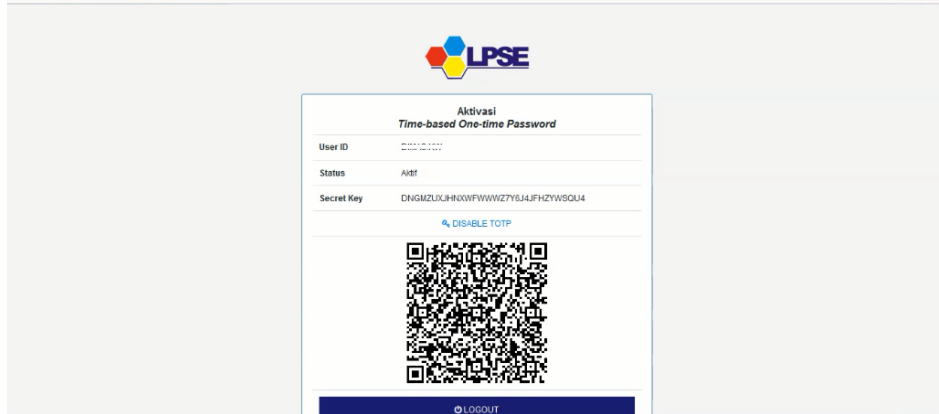 LPSE
Aktivasi
Time-based One-time Password
User ID
Status Aktif
Secret Key DNGMZUXJHNXWFWWWZ7Y6J4JFHZYWSQU4
DISABLE TOTP
LOGOUT